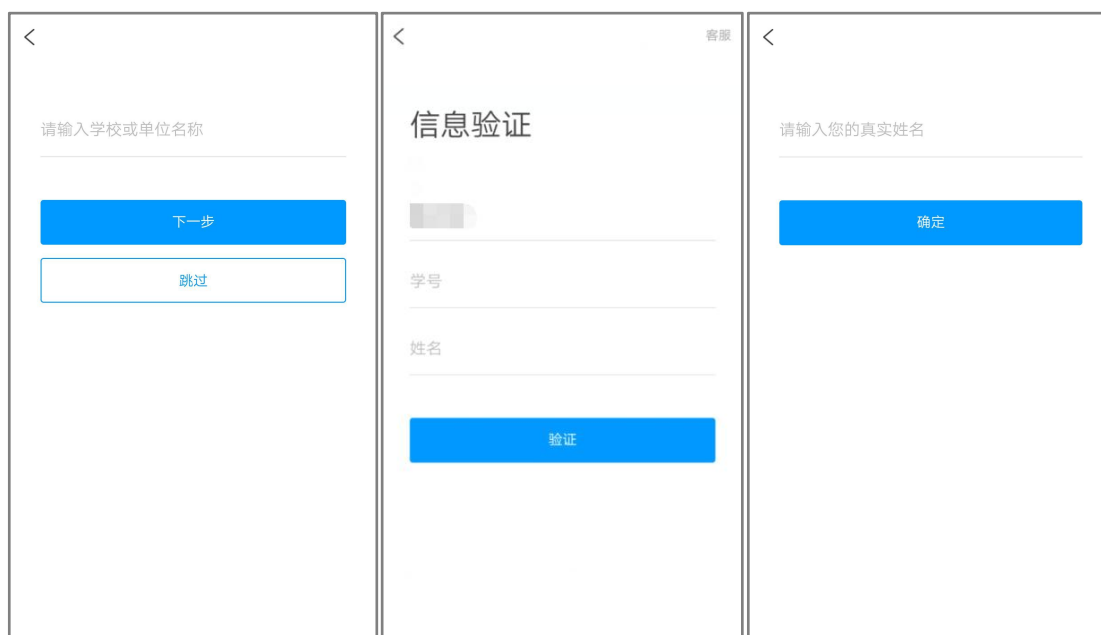 请输入学校或单位名称
下一步
跳过
客服
信息验证
学号
姓名
验证
请输入您的真实姓名
确定